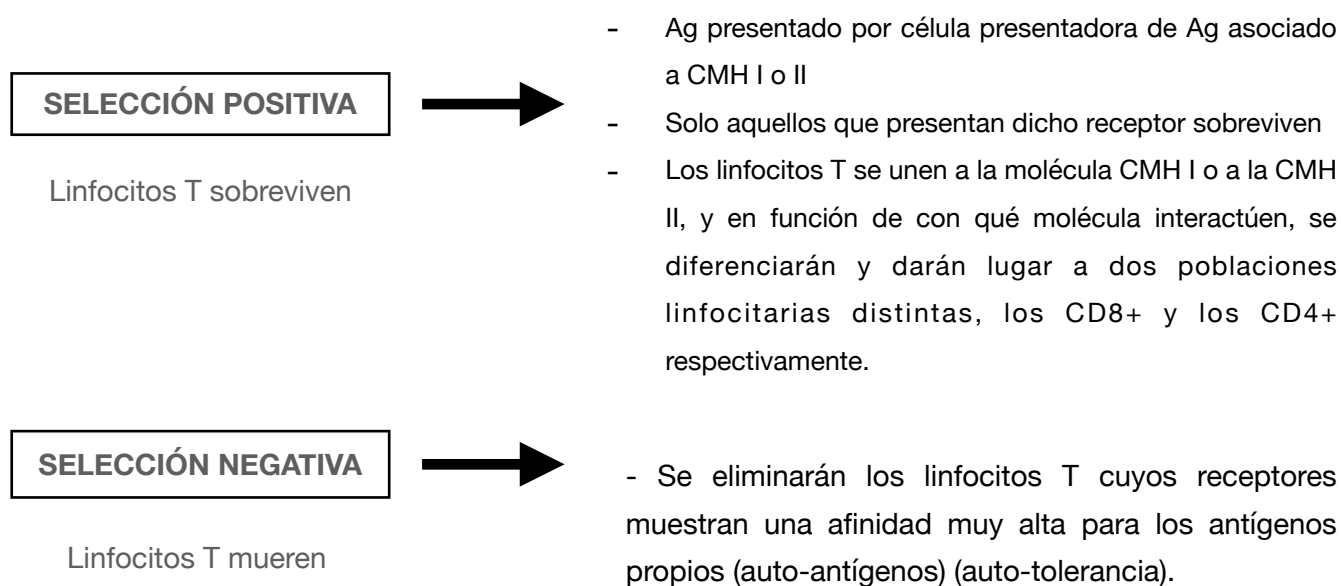 SELECCIÓN POSITIVA
Linfocitos T sobreviven
- Ag presentado por célula presentadora de Ag asociado
a CMH I o II
- Solo aquellos que presentan dicho receptor sobreviven
- Los linfocitos T se unen a la molécula CMH I o a la CMH
II, y en función de con qué molécula interactúen, se
diferenciarán y darán lugar a dos poblaciones
linfocitarias distintas, los CD8+ y los CD4+
respectivamente.
SELECCIÓN NEGATIVA
Linfocitos T mueren
- Se eliminarán los linfocitos T cuyos receptores
muestran una afinidad muy alta para los antígenos
propios (auto-antígenos) (auto-tolerancia).